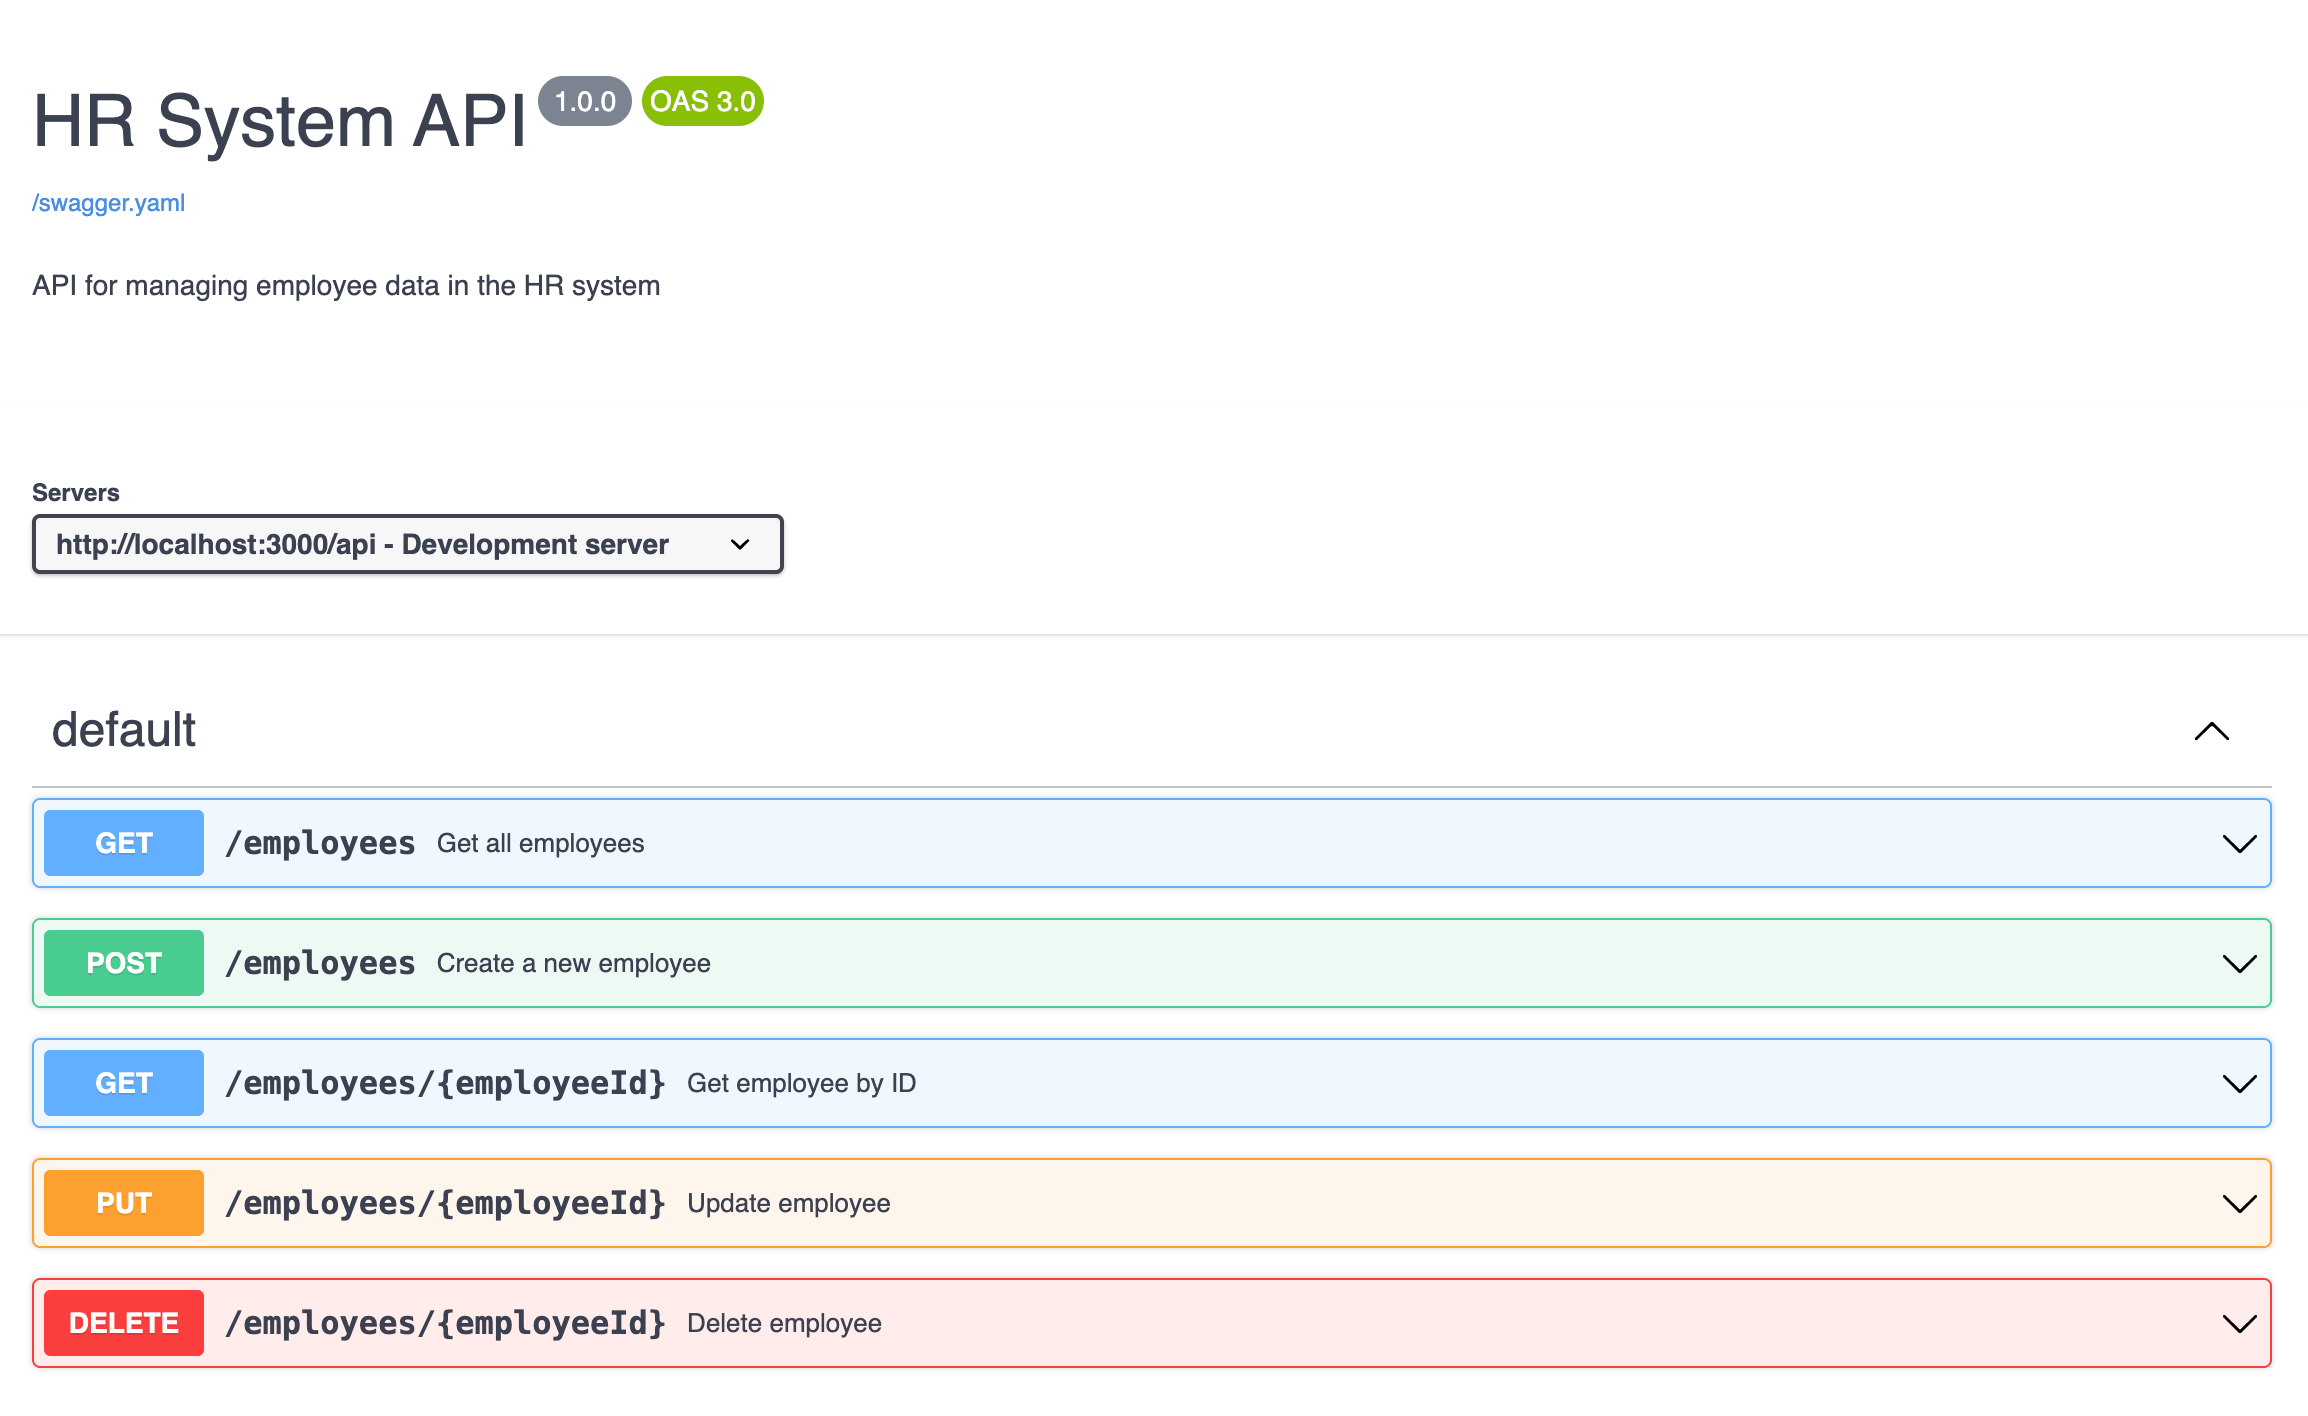 HR System API 1.0.0 OAS 3.0
/swagger.yaml
API for managing employee data in the HR system
Servers
http://localhost:3000/api - Development server
default
GET /employees Get all employees
POST /employees Create a new employee
GET /employees/{employeeId} Get employee by ID
PUT /employees/{employeeId} Update employee
DELETE /employees/{employeeId} Delete employee